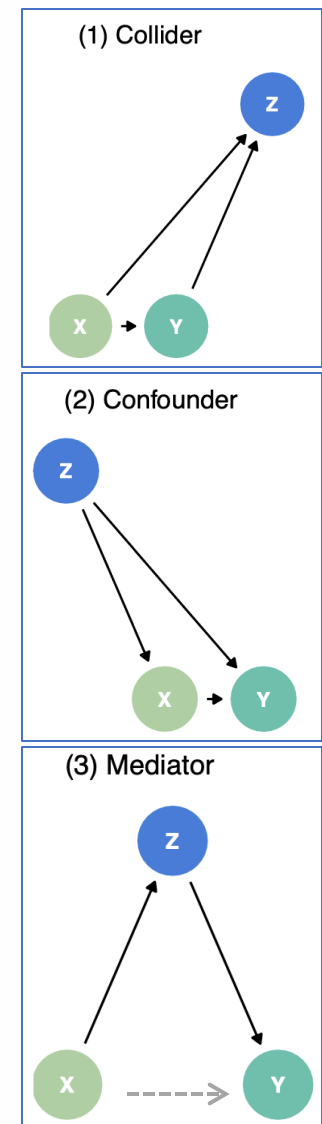 (1) Collider
Z
X Y
(2) Confounder
Z
X Y
(3) Mediator
Z
X Y